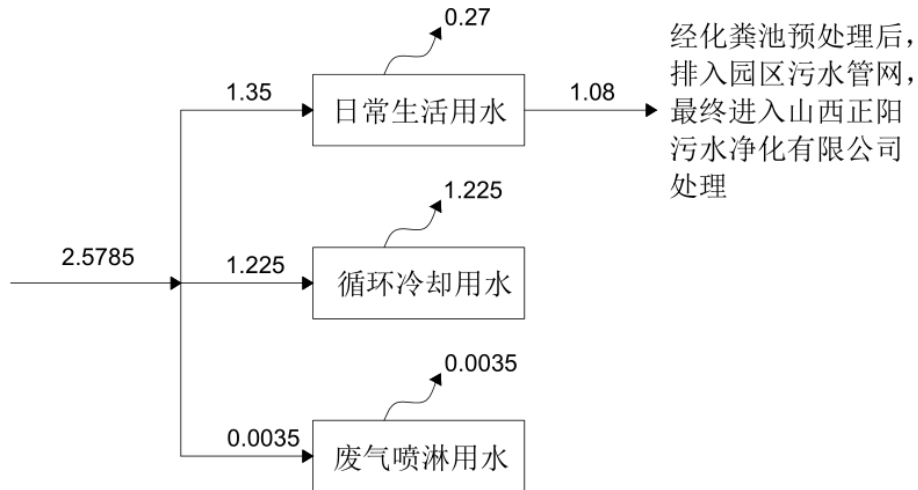 0.27
1.35
日常生活用水
1.08
经化粪池预处理后,
排入园区污水管网,
最终进入山西正阳
污水净化有限公司
处理
1.225
2.5785
1.225
循环冷却用水
0.0035
0.0035
废气喷淋用水